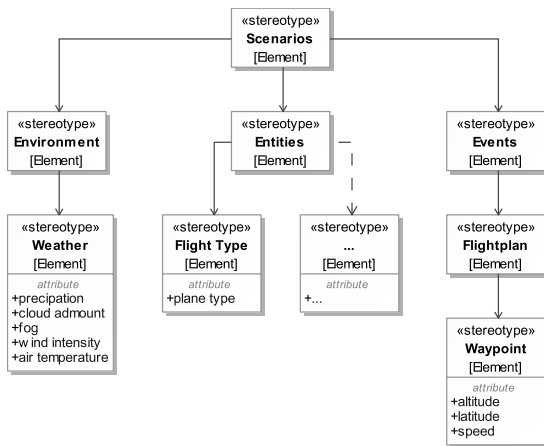 «stereotype»
Scenarios
[Element]
«stereotype»
Environment
[Element]
«stereotype»
Entities
[Element]
«stereotype»
Events
[Element]
«stereotype»
Weather
[Element]
attribute
+precipation
+cloud admount
+fog
+wind intensity
+air temperature
«stereotype»
Flight Type
[Element]
attribute
+plane type
«stereotype»
...
[Element]
attribute
+...
«stereotype»
Flightplan
[Element]
«stereotype»
Waypoint
[Element]
attribute
+altitude
+latitude
+speed